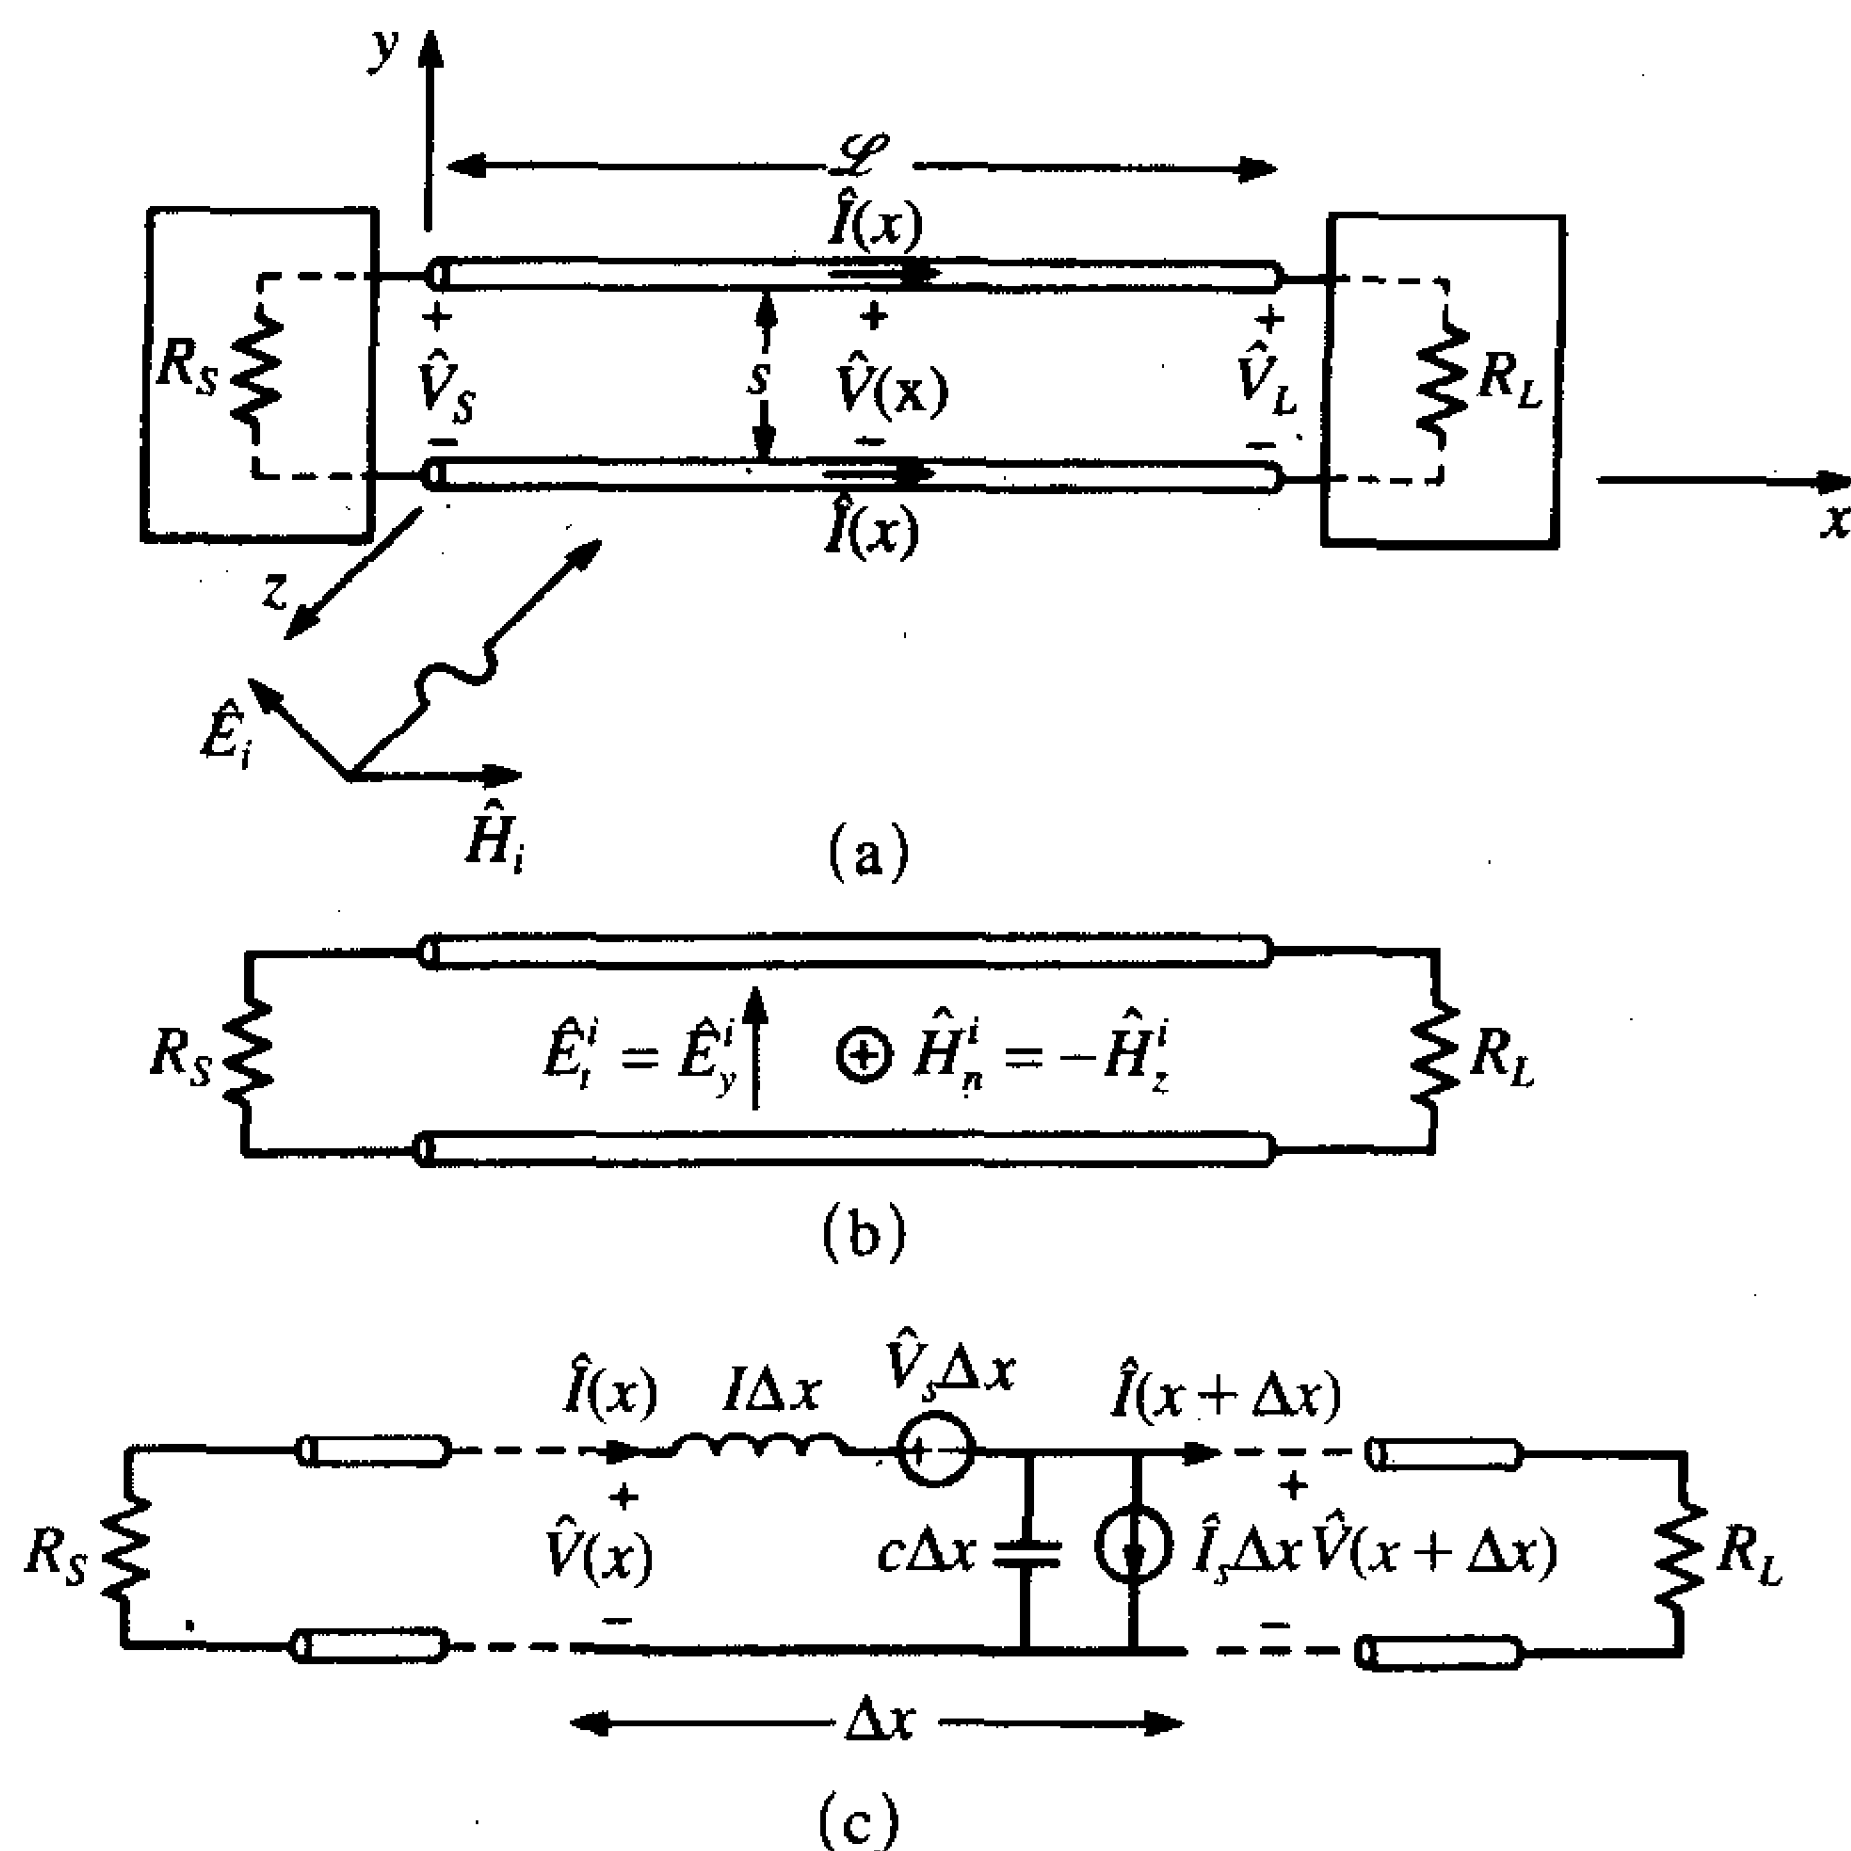 y
ℒ
Î(x)
R_S + V̂_S − s + V̂(x) − + V̂_L − R_L
Î(x)
x
z
Ê_i
Ĥ_i
(a)
R_S Ê_t^i = Ê_y^i ⊕ Ĥ_n^i = −Ĥ_z^i R_L
(b)
Î(x) IΔx V̂_sΔx Î(x + Δx)
+ −
+ +
R_S V̂(x) cΔx Î_sΔx V̂(x + Δx) R_L
− −
Δx
(c)